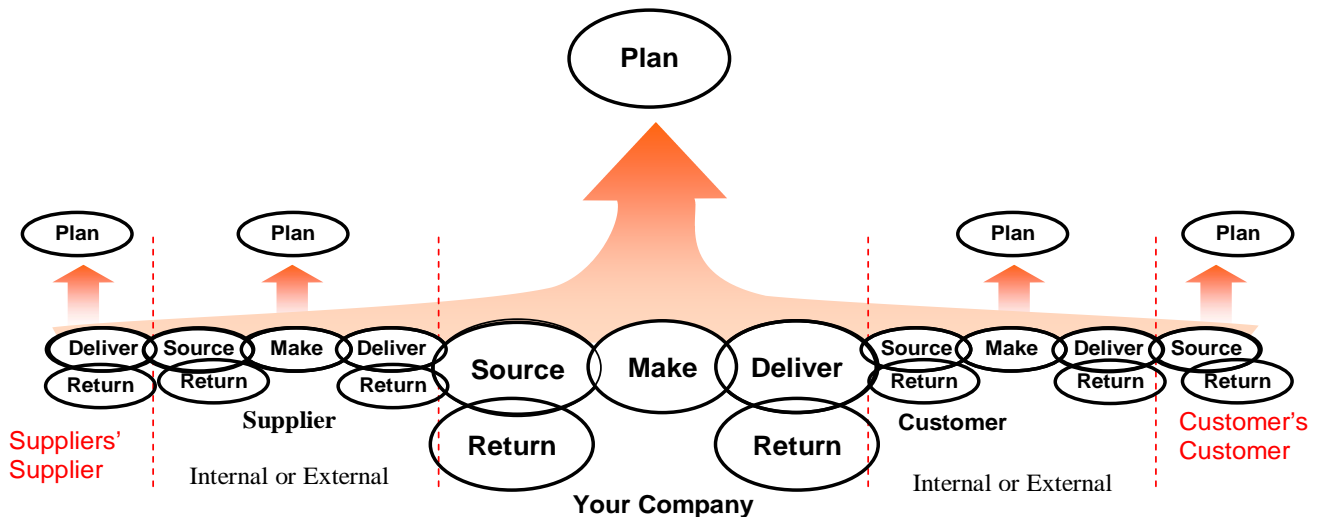 Plan
Plan
Plan
Plan
Plan
Deliver
Source
Make
Deliver
Source
Make
Deliver
Source
Make
Deliver
Source
Return
Return
Return
Return
Return
Return
Return
Return
Suppliers'
Supplier
Supplier
Internal or External
Your Company
Customer
Internal or External
Customer's
Customer